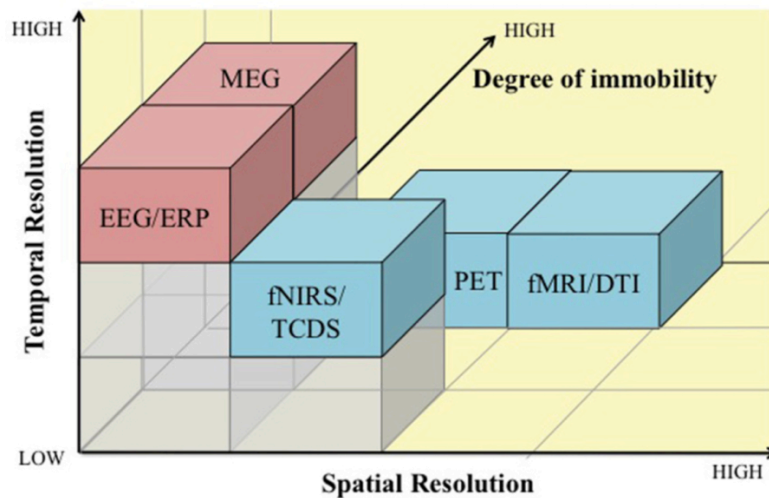 HIGH
HIGH
Degree of immobility
MEG
EEG/ERP
fNIRS/
TCDS
PET
fMRI/DTI
Temporal Resolution
LOW
Spatial Resolution
HIGH